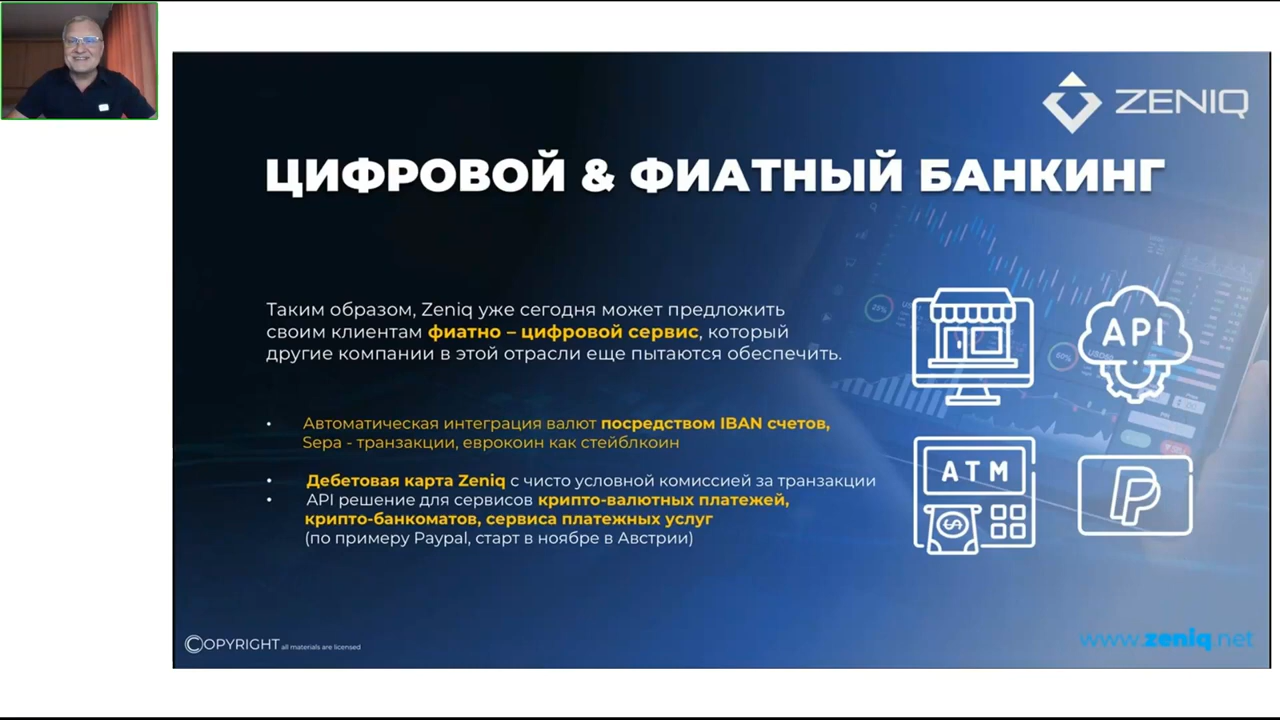 ZENIQ
ЦИФРОВОЙ & ФИАТНЫЙ БАНКИНГ
Таким образом, Zeniq уже сегодня может предложить
своим клиентам фиатно – цифровой сервис, который
другие компании в этой отрасли еще пытаются обеспечить.
• Автоматическая интеграция валют посредством IBAN счетов,
Sepa - транзакции, еврокоин как стейблкоин
• Дебетовая карта Zeniq с чисто условной комиссией за транзакции
• API решение для сервисов крипто-валютных платежей,
крипто-банкоматов, сервиса платежных услуг
(по примеру Paypal, старт в ноябре в Австрии)
API
ATM
COPYRIGHT all materials are licensed
www.zeniq.net